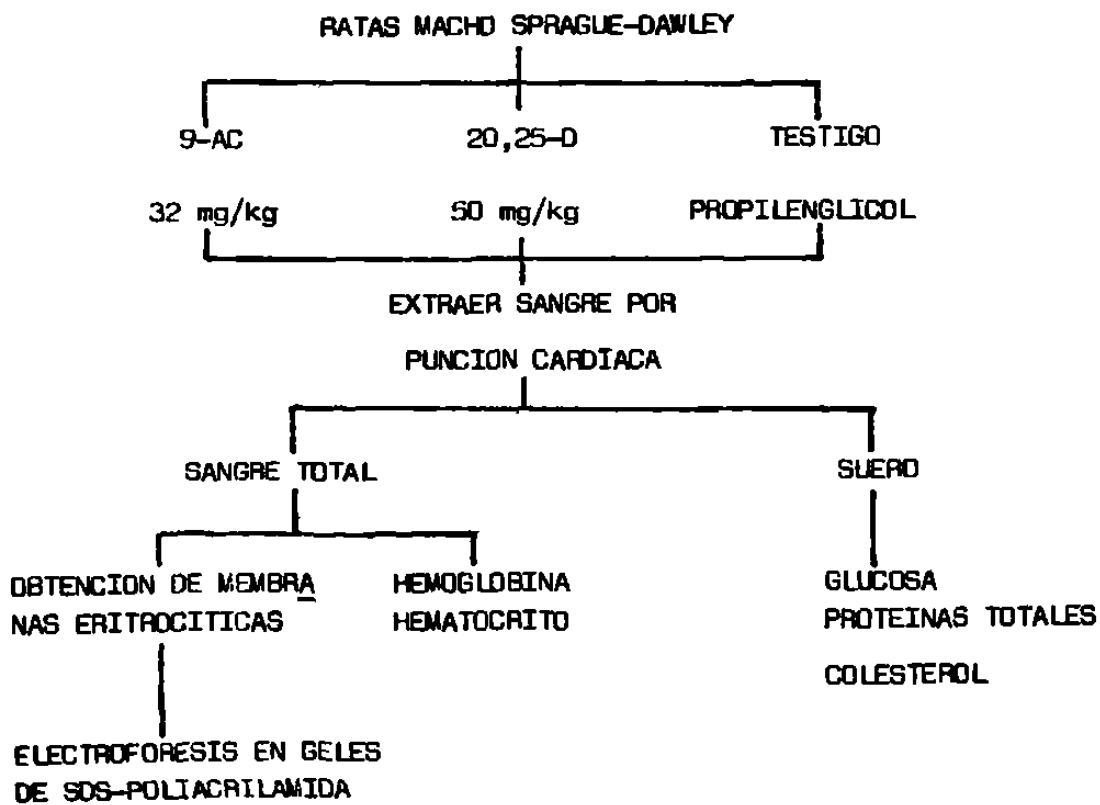 RATAS MACHO SPRAGUE-DAWLEY
9-AC 20,25-D TESTIGO
32 mg/kg 50 mg/kg PROPILENGLICOL
EXTRAER SANGRE POR
PUNCION CARDIACA
SANGRE TOTAL SUERO
OBTENCION DE MEMBRA HEMOGLOBINA GLUCOSA
NAS ERITROCITICAS HEMATOCRITO PROTEINAS TOTALES
COLESTEROL
ELECTROFORESIS EN GELES
DE SDS-POLIACRILAMIDA